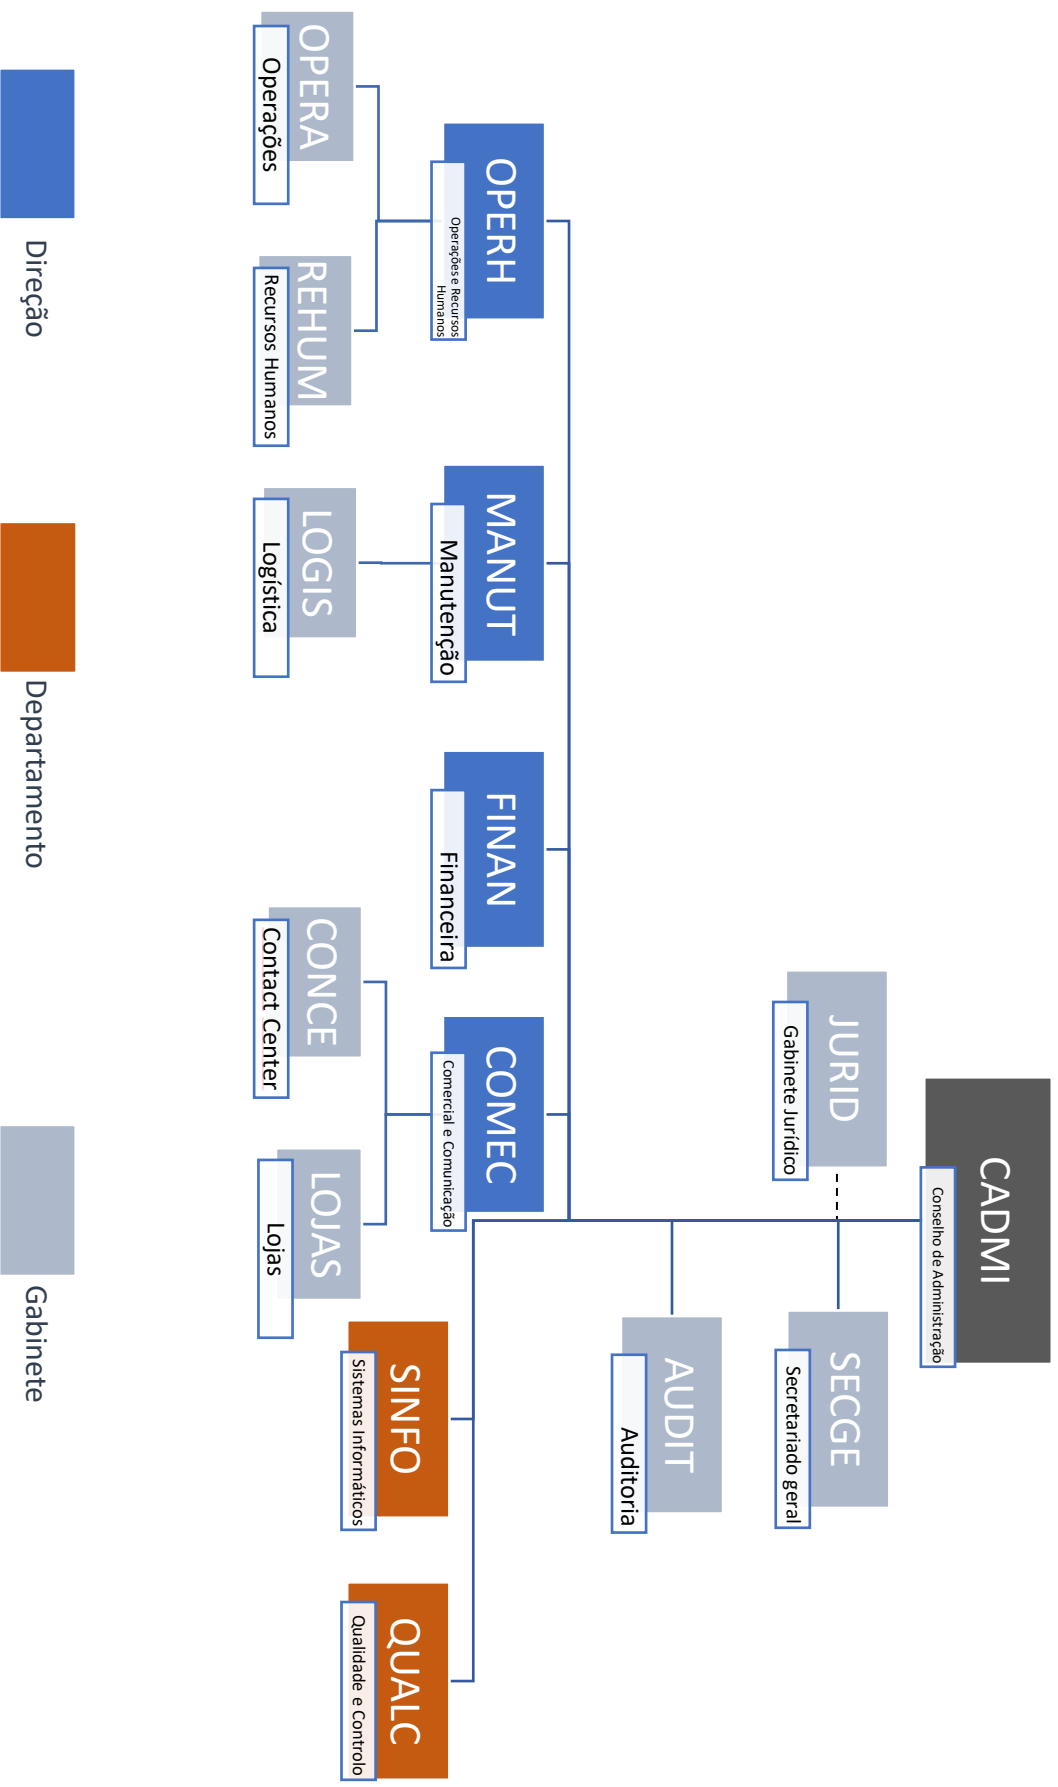 CADMI
Conselho de Administração
JURID
Gabinete Jurídico
SECGE
Secretariado geral
AUDIT
Auditoria
OPERH
Operações e Recursos
Humanos
MANUT
Manutenção
FINAN
Financeira
COMEC
Comercial e Comunicação
SINFO
Sistemas Informáticos
QUALC
Qualidade e Controlo
OPERA
Operações
REHUM
Recursos Humanos
LOGIS
Logística
CONCE
Contact Center
LOJAS
Lojas
Direção
Departamento
Gabinete